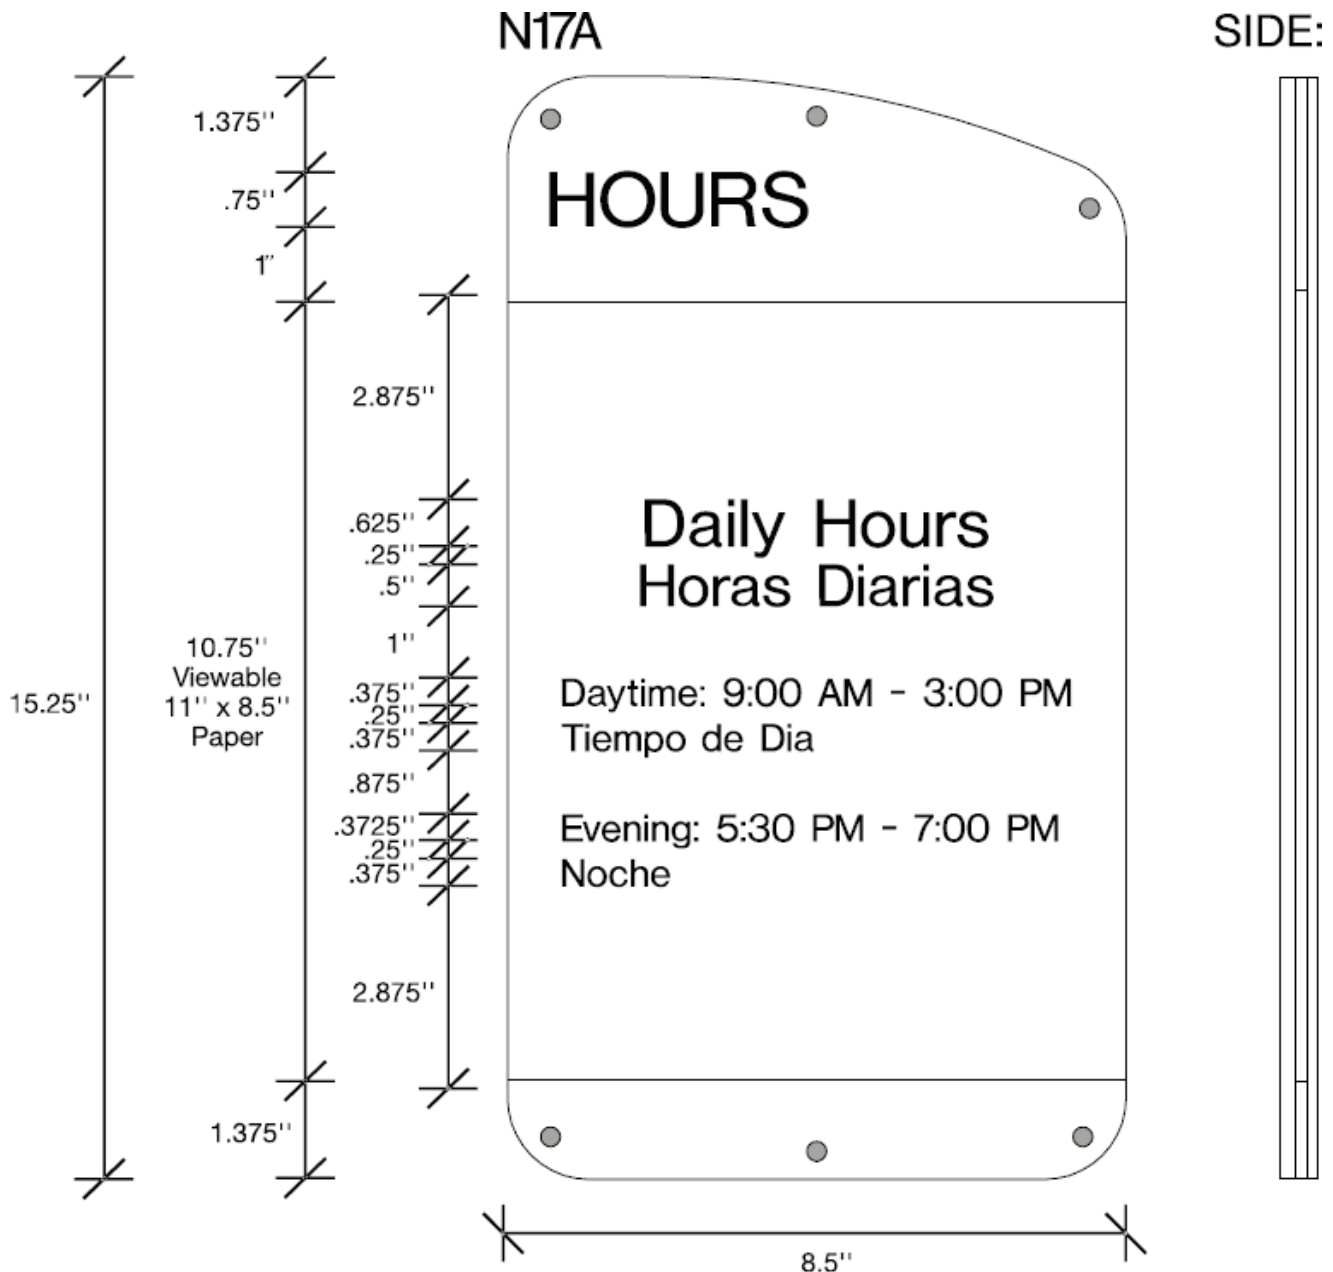 N17A
SIDE:
1.375''
.75''
1''
HOURS
2.875''
.625''
.25''
.5''
1''
.375''
.25''
.375''
.875''
.3725''
.25''
.375''
2.875''
10.75''
Viewable
11'' x 8.5''
Paper
15.25''
1.375''
Daily Hours
Horas Diarias
Daytime: 9:00 AM - 3:00 PM
Tiempo de Dia
Evening: 5:30 PM - 7:00 PM
Noche
8.5''